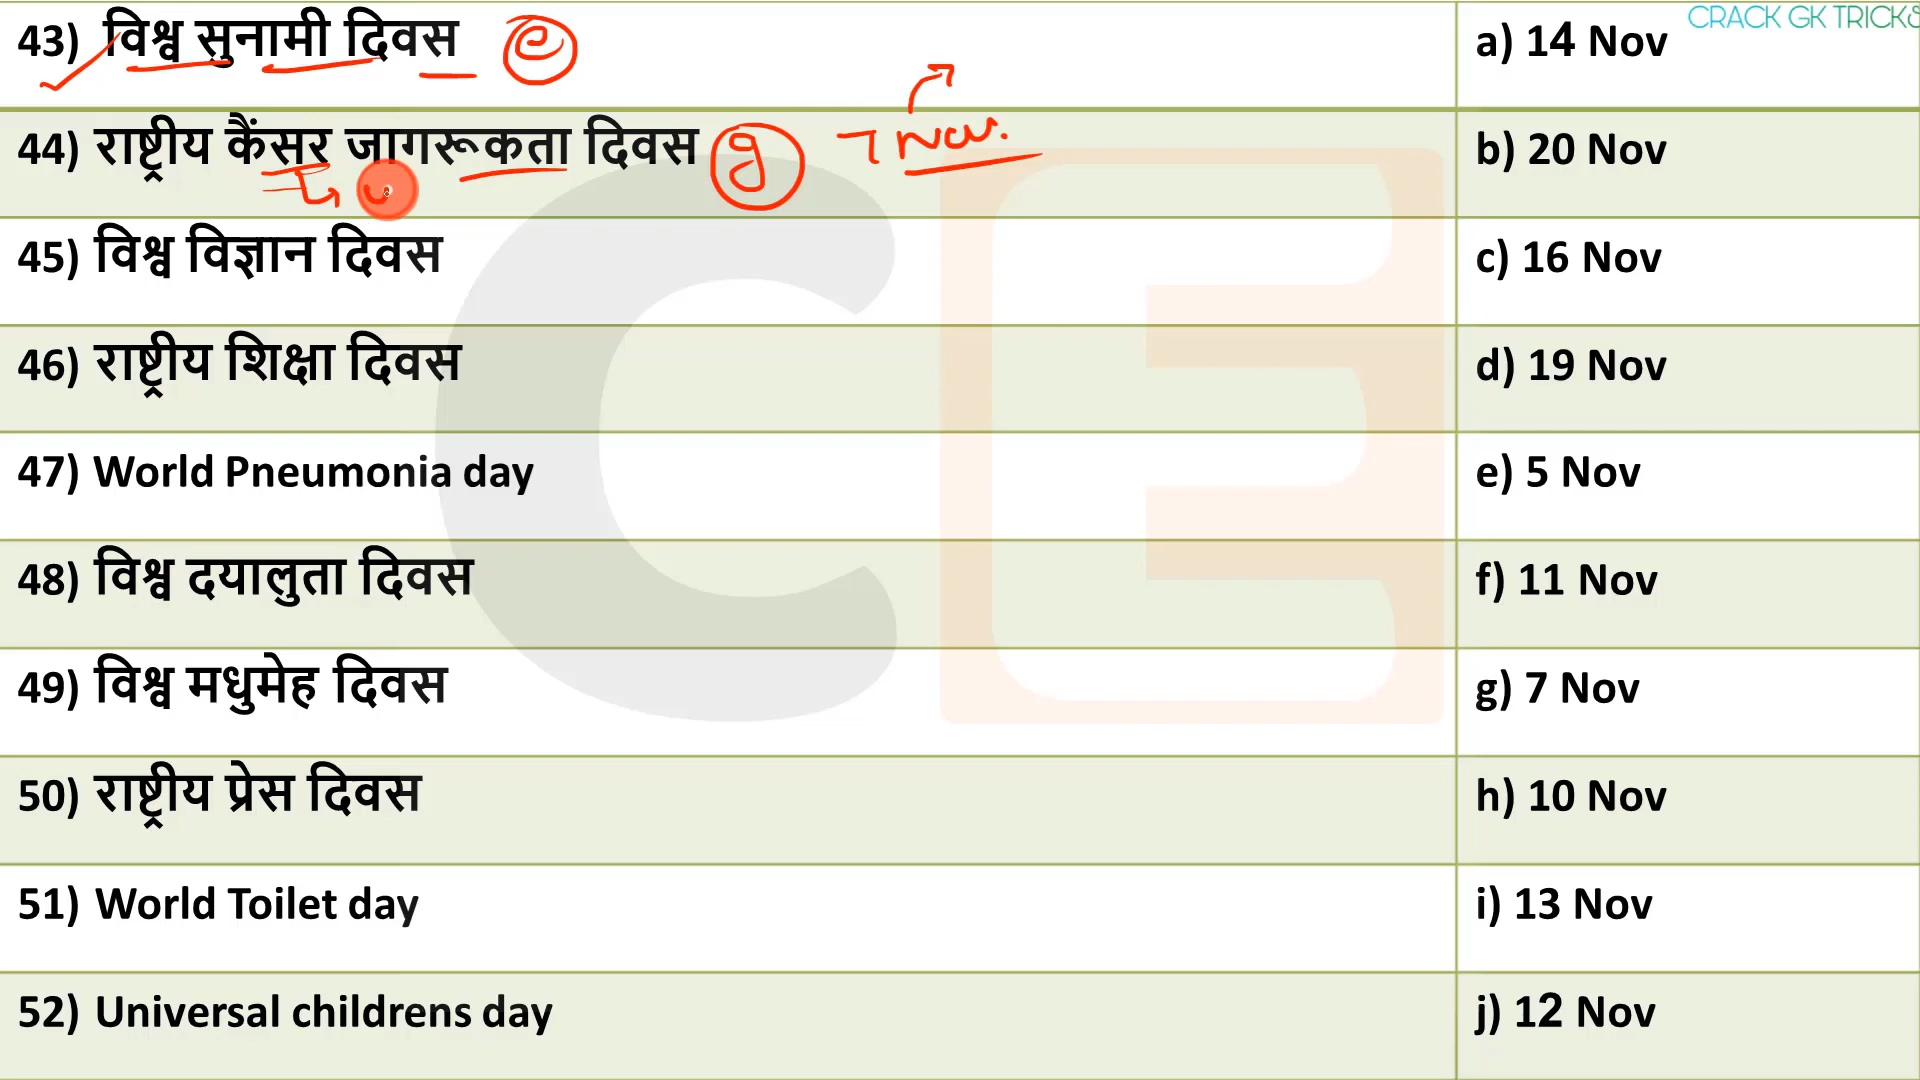 CRACK GK TRICKS
43) विश्व सुनामी दिवस e
a) 14 Nov
44) राष्ट्रीय कैंसर जागरूकता दिवस g 7 Nov.
b) 20 Nov
45) विश्व विज्ञान दिवस
c) 16 Nov
46) राष्ट्रीय शिक्षा दिवस
d) 19 Nov
47) World Pneumonia day
e) 5 Nov
48) विश्व दयालुता दिवस
f) 11 Nov
49) विश्व मधुमेह दिवस
g) 7 Nov
50) राष्ट्रीय प्रेस दिवस
h) 10 Nov
51) World Toilet day
i) 13 Nov
52) Universal childrens day
j) 12 Nov
CE